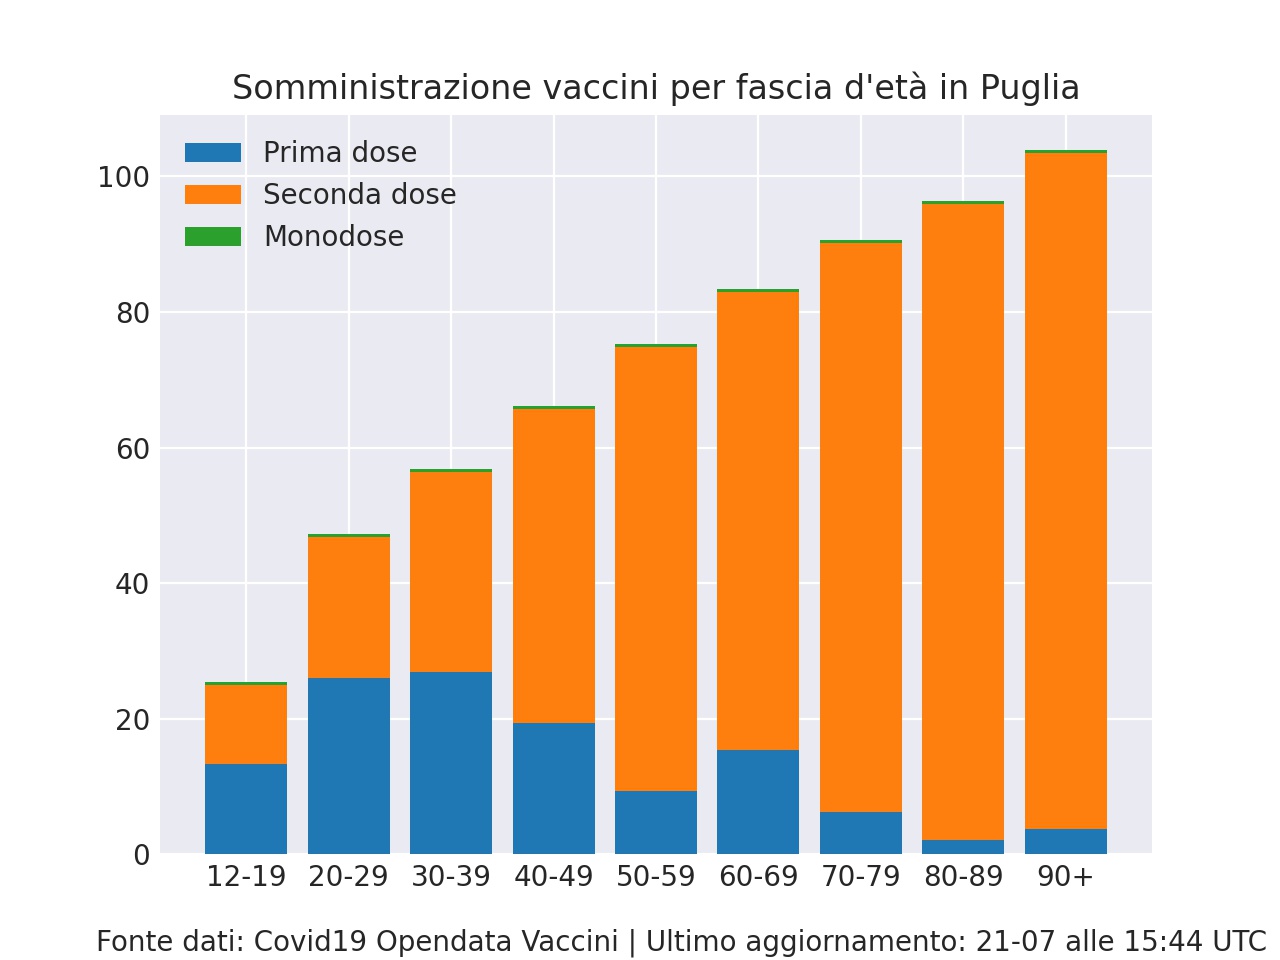 Somministrazione vaccini per fascia d'età in Puglia
Prima dose
Seconda dose
Monodose
100
80
60
40
20
0
12-19 20-29 30-39 40-49 50-59 60-69 70-79 80-89 90+
Fonte dati: Covid19 Opendata Vaccini | Ultimo aggiornamento: 21-07 alle 15:44 UTC